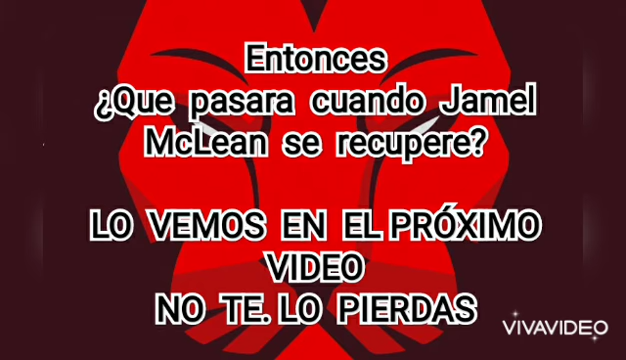 Entonces
¿Que pasara cuando Jamel
McLean se recupere?
LO VEMOS EN EL PRÓXIMO
VIDEO
NO TE. LO PIERDAS
VIVAVIDEO